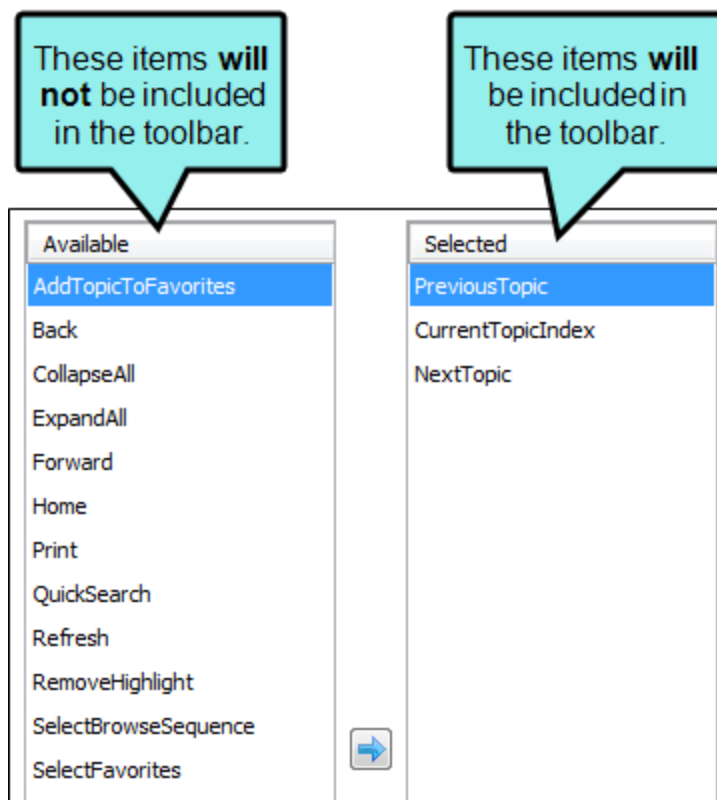 These items will
not be included
in the toolbar.
These items will
be included in
the toolbar.
Available
AddTopicToFavorites
Back
CollapseAll
ExpandAll
Forward
Home
Print
QuickSearch
Refresh
RemoveHighlight
SelectBrowseSequence
SelectFavorites
Selected
PreviousTopic
CurrentTopicIndex
NextTopic